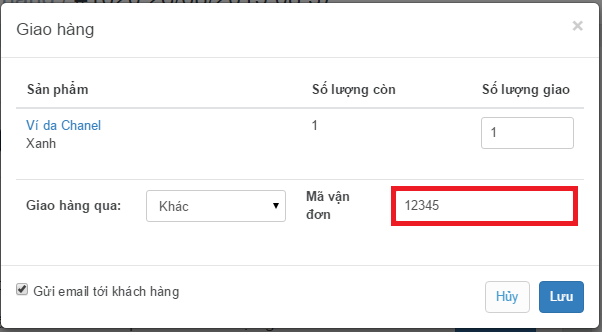 Giao hàng ×
Sản phẩm Số lượng còn Số lượng giao
Ví da Chanel 1 1
Xanh
Giao hàng qua: Khác Mã vận đơn 12345
Gửi email tới khách hàng Hủy Lưu